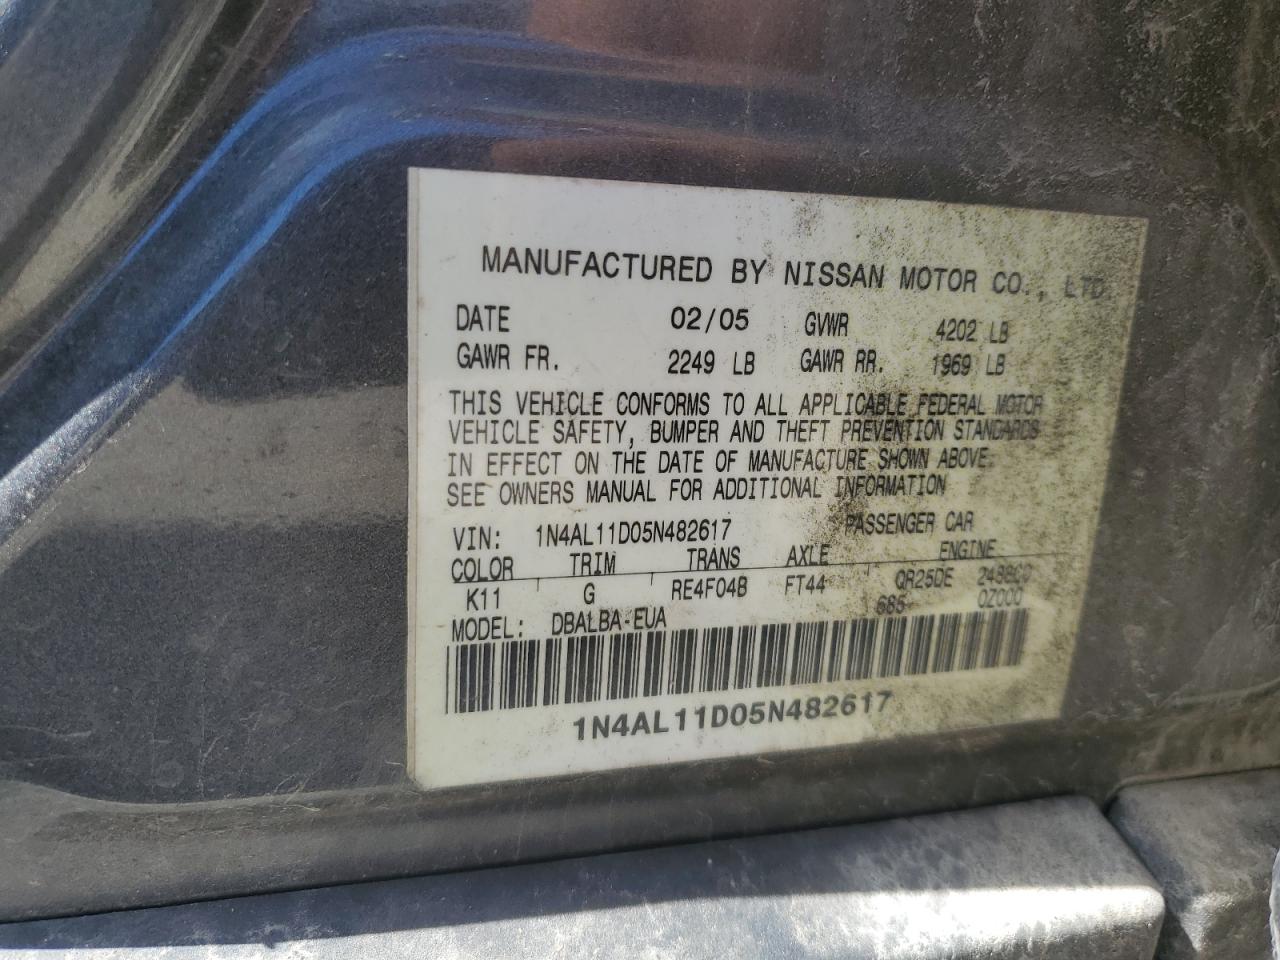 MANUFACTURED BY NISSAN MOTOR CO., LTD.
DATE 02/05 GVWR 4202 LB
GAWR FR. 2249 LB GAWR RR. 1969 LB
THIS VEHICLE CONFORMS TO ALL APPLICABLE FEDERAL MOTOR
VEHICLE SAFETY, BUMPER AND THEFT PREVENTION STANDARDS
IN EFFECT ON THE DATE OF MANUFACTURE SHOWN ABOVE.
SEE OWNERS MANUAL FOR ADDITIONAL INFORMATION
VIN: 1N4AL11D05N482617 PASSENGER CAR
COLOR TRIM TRANS AXLE ENGINE
K11 G RE4F04B FT44 QR25DE 2488CC
685 0Z000
MODEL: DBALBA-EUA
1N4AL11D05N482617